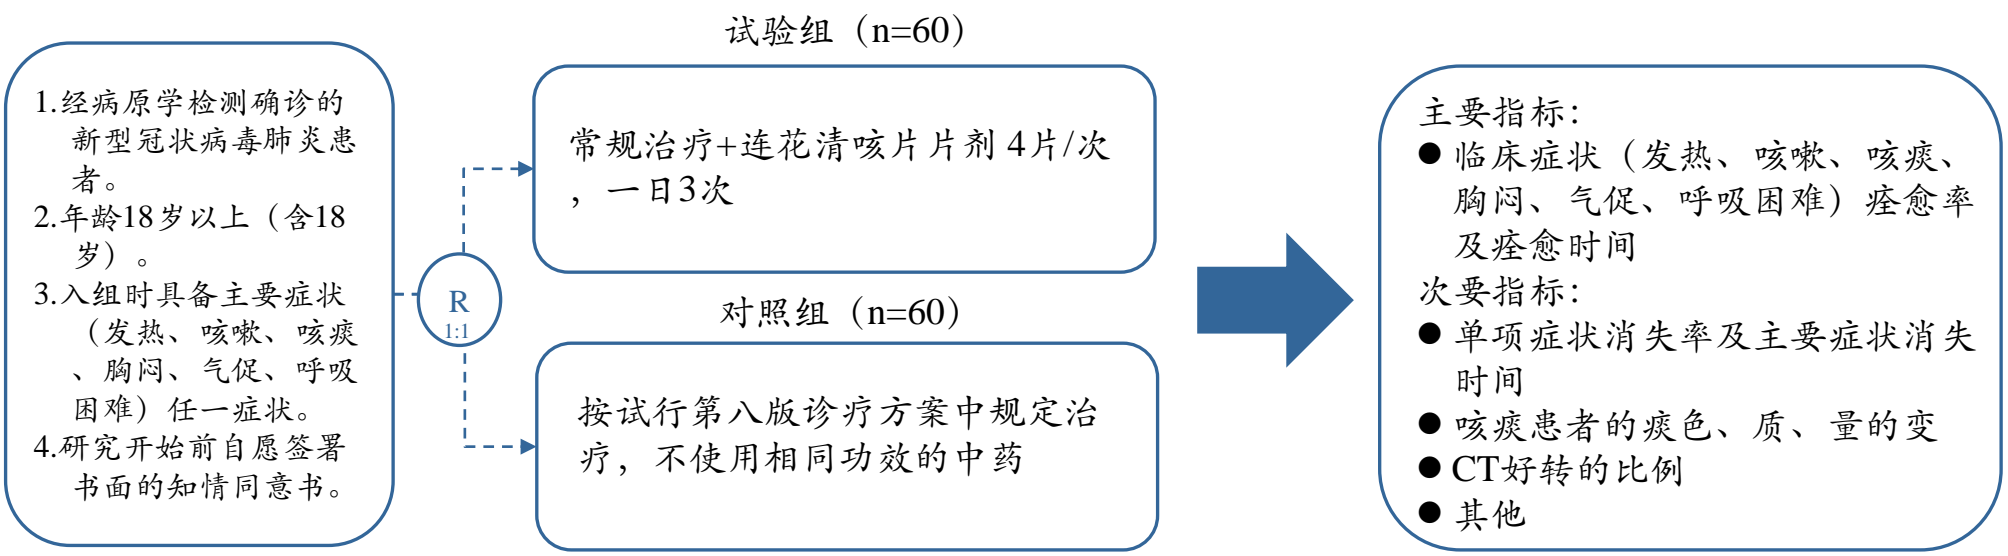 1.经病原学检测确诊的
新型冠状病毒肺炎患
者。
2.年龄18岁以上（含18
岁）。
3.入组时具备主要症状
（发热、咳嗽、咳痰
、胸闷、气促、呼吸
困难）任一症状。
4.研究开始前自愿签署
书面的知情同意书。
R
1:1
试验组（n=60）
常规治疗+连花清咳片片剂 4片/次
，一日3次
对照组（n=60）
按试行第八版诊疗方案中规定治
疗，不使用相同功效的中药
主要指标：
●临床症状（发热、咳嗽、咳痰、
胸闷、气促、呼吸困难）痊愈率
及痊愈时间
次要指标：
●单项症状消失率及主要症状消失
时间
●咳痰患者的痰色、质、量的变
●CT好转的比例
●其他